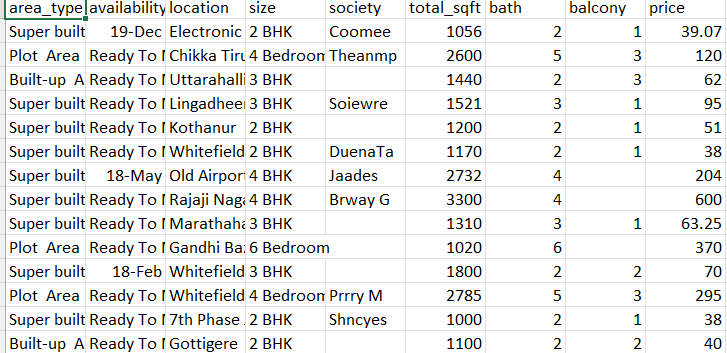 area_type availability location size society total_sqft bath balcony price
Super built 19-Dec Electronic 2 BHK Coomee 1056 2 1 39.07
Plot Area Ready To Chikka Tiru 4 Bedroom Theanmp 2600 5 3 120
Built-up A Ready To Uttarahalli 3 BHK 1440 2 3 62
Super built Ready To Lingadhee 3 BHK Soiewre 1521 3 1 95
Super built Ready To Kothanur 2 BHK 1200 2 1 51
Super built Ready To Whitefield 2 BHK DuenaTa 1170 2 1 38
Super built 18-May Old Airpor 4 BHK Jaades 2732 4 204
Super built Ready To Rajaji Naga 4 BHK Brway G 3300 4 600
Super built Ready To Marathaha 3 BHK 1310 3 1 63.25
Plot Area Ready To Gandhi Ba 6 Bedroom 1020 6 370
Super built 18-Feb Whitefield 3 BHK 1800 2 2 70
Plot Area Ready To Whitefield 4 Bedroom Prrry M 2785 5 3 295
Super built Ready To 7th Phase 2 BHK Shncyes 1000 2 1 38
Built-up A Ready To Gottigere 2 BHK 1100 2 2 40